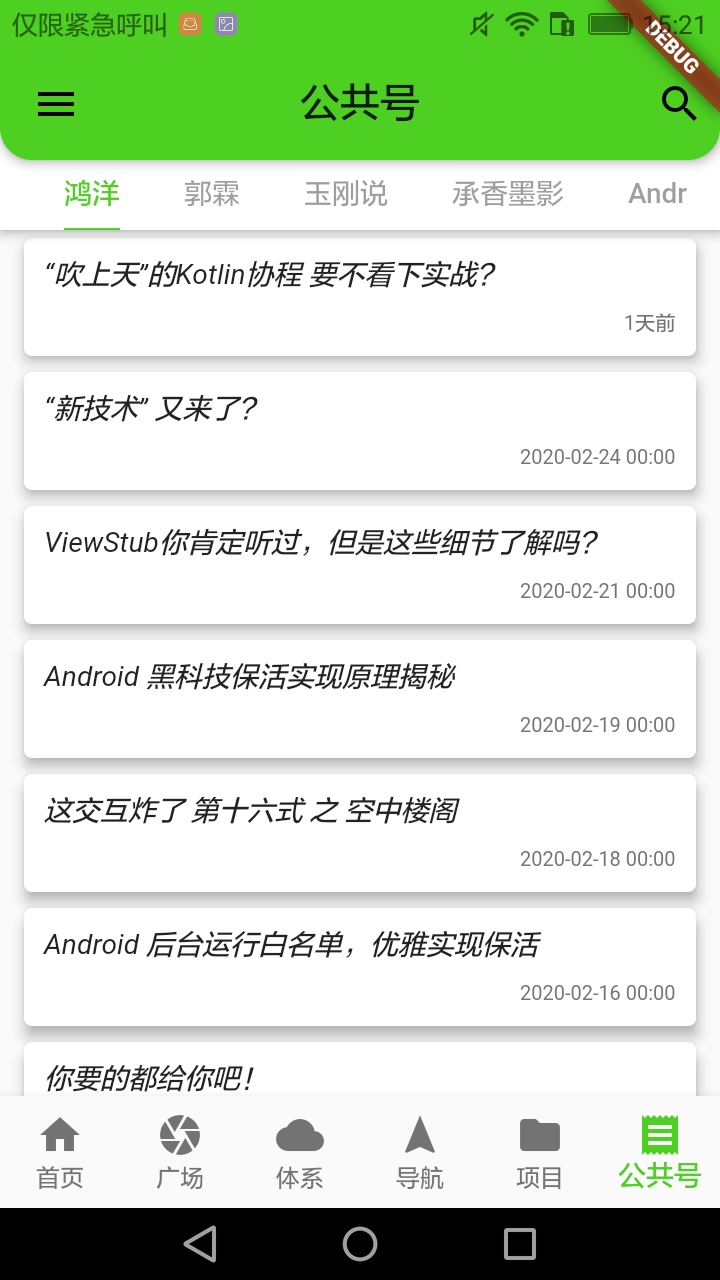 仅限紧急呼叫 15:21
DEBUG
公共号
鸿洋 郭霖 玉刚说 承香墨影 Andr
“吹上天”的Kotlin协程 要不看下实战？
1天前
“新技术” 又来了？
2020-02-24 00:00
ViewStub你肯定听过，但是这些细节了解吗？
2020-02-21 00:00
Android 黑科技保活实现原理揭秘
2020-02-19 00:00
这交互炸了 第十六式 之 空中楼阁
2020-02-18 00:00
Android 后台运行白名单，优雅实现保活
2020-02-16 00:00
你要的都给你吧！
首页 广场 体系 导航 项目 公共号